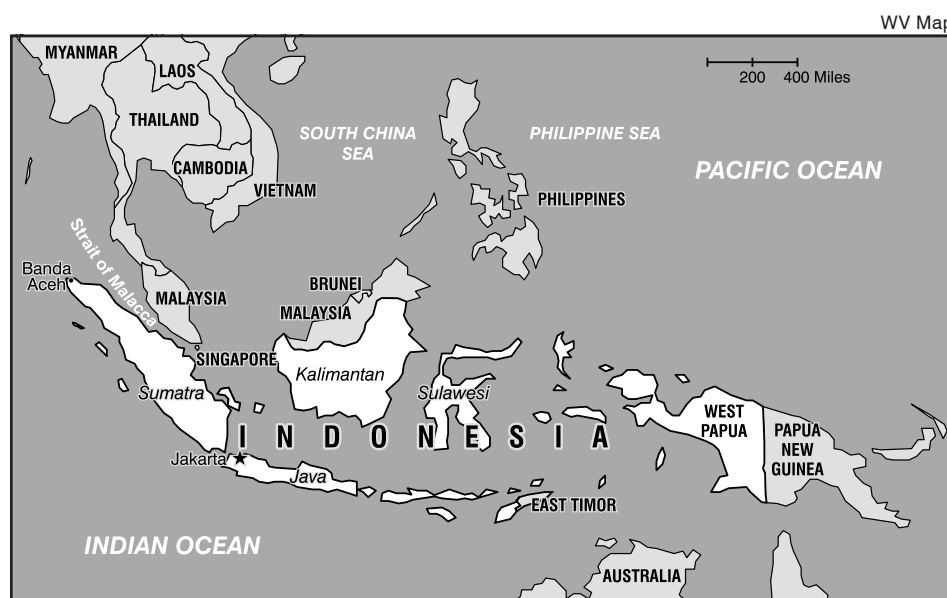 WV Map
MYANMAR
LAOS
200 400 Miles
THAILAND
SOUTH CHINA
SEA
PHILIPPINE SEA
PACIFIC OCEAN
CAMBODIA
VIETNAM
PHILIPPINES
Strait of Malacca
Banda
Aceh
MALAYSIA
BRUNEI
MALAYSIA
SINGAPORE
Kalimantan
Sumatra
Sulawesi
WEST
PAPUA
PAPUA
NEW
GUINEA
INDONESIA
Jakarta
Java
EAST TIMOR
INDIAN OCEAN
AUSTRALIA